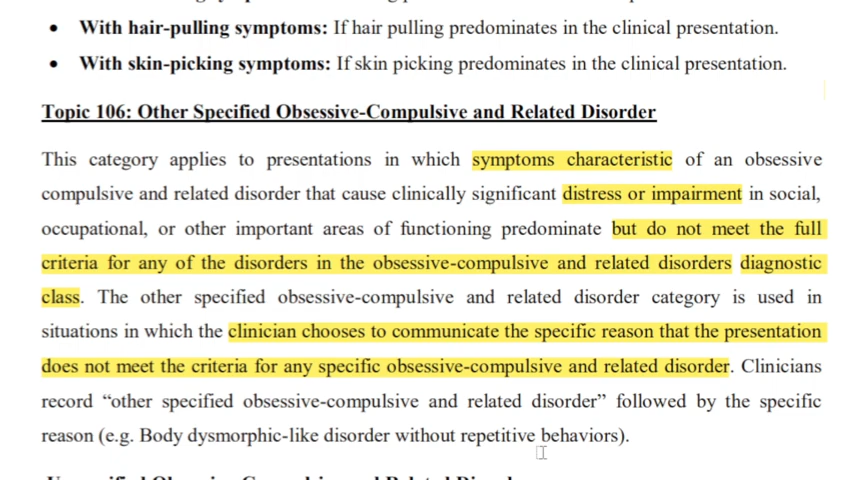 • With hair-pulling symptoms: If hair pulling predominates in the clinical presentation.
• With skin-picking symptoms: If skin picking predominates in the clinical presentation.
Topic 106: Other Specified Obsessive-Compulsive and Related Disorder
This category applies to presentations in which symptoms characteristic of an obsessive
compulsive and related disorder that cause clinically significant distress or impairment in social,
occupational, or other important areas of functioning predominate but do not meet the full
criteria for any of the disorders in the obsessive-compulsive and related disorders diagnostic
class. The other specified obsessive-compulsive and related disorder category is used in
situations in which the clinician chooses to communicate the specific reason that the presentation
does not meet the criteria for any specific obsessive-compulsive and related disorder. Clinicians
record “other specified obsessive-compulsive and related disorder” followed by the specific
reason (e.g. Body dysmorphic-like disorder without repetitive behaviors).